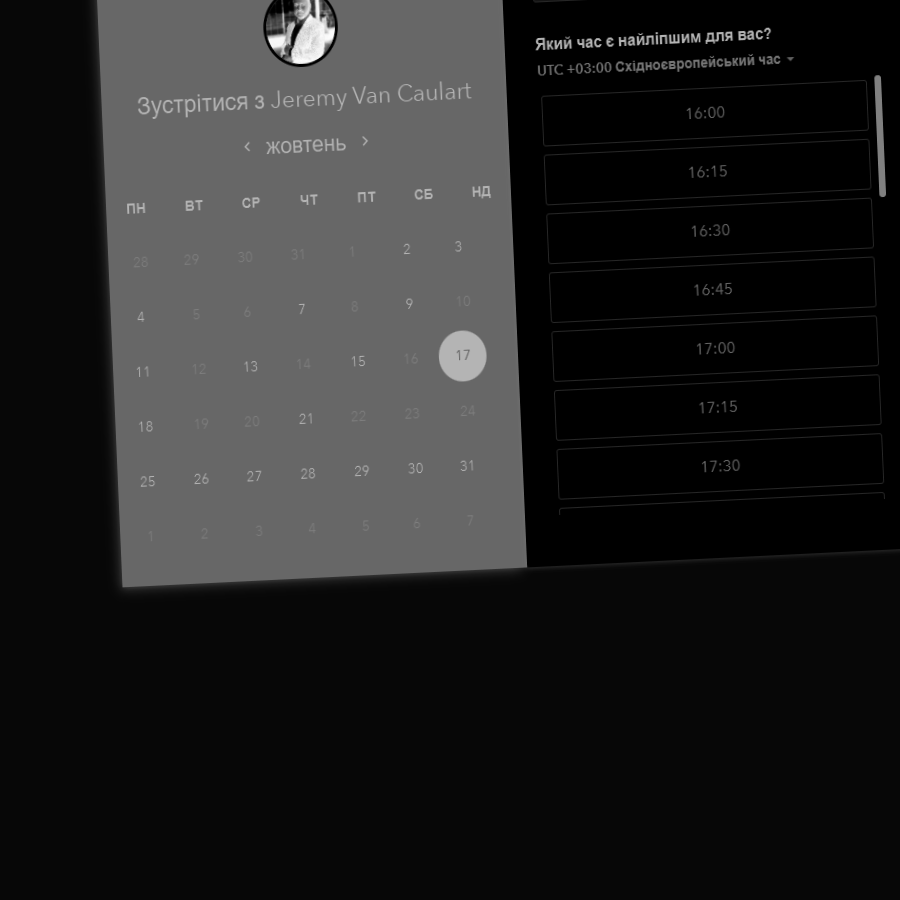 Зустрітися з Jeremy Van Caulart
‹ жовтень ›
ПН ВТ СР ЧТ ПТ СБ НД
28 29 30 31 1 2 3
4 5 6 7 8 9 10
11 12 13 14 15 16 17
18 19 20 21 22 23 24
25 26 27 28 29 30 31
1 2 3 4 5 6 7
Який час є найліпшим для вас?
UTC +03:00 Східноєвропейський час
16:00
16:15
16:30
16:45
17:00
17:15
17:30